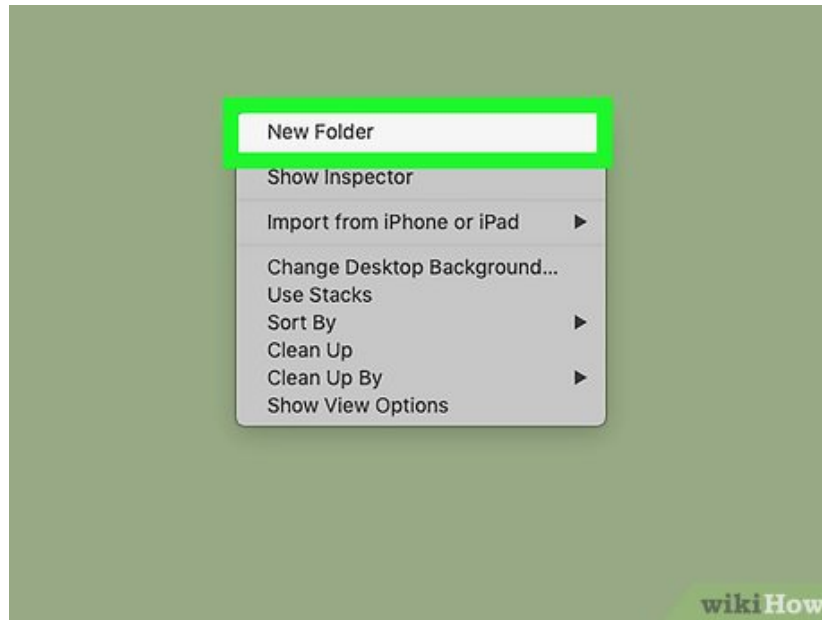 New Folder
Show Inspector
Import from iPhone or iPad
Change Desktop Background...
Use Stacks
Sort By
Clean Up
Clean Up By
Show View Options
wikiHow